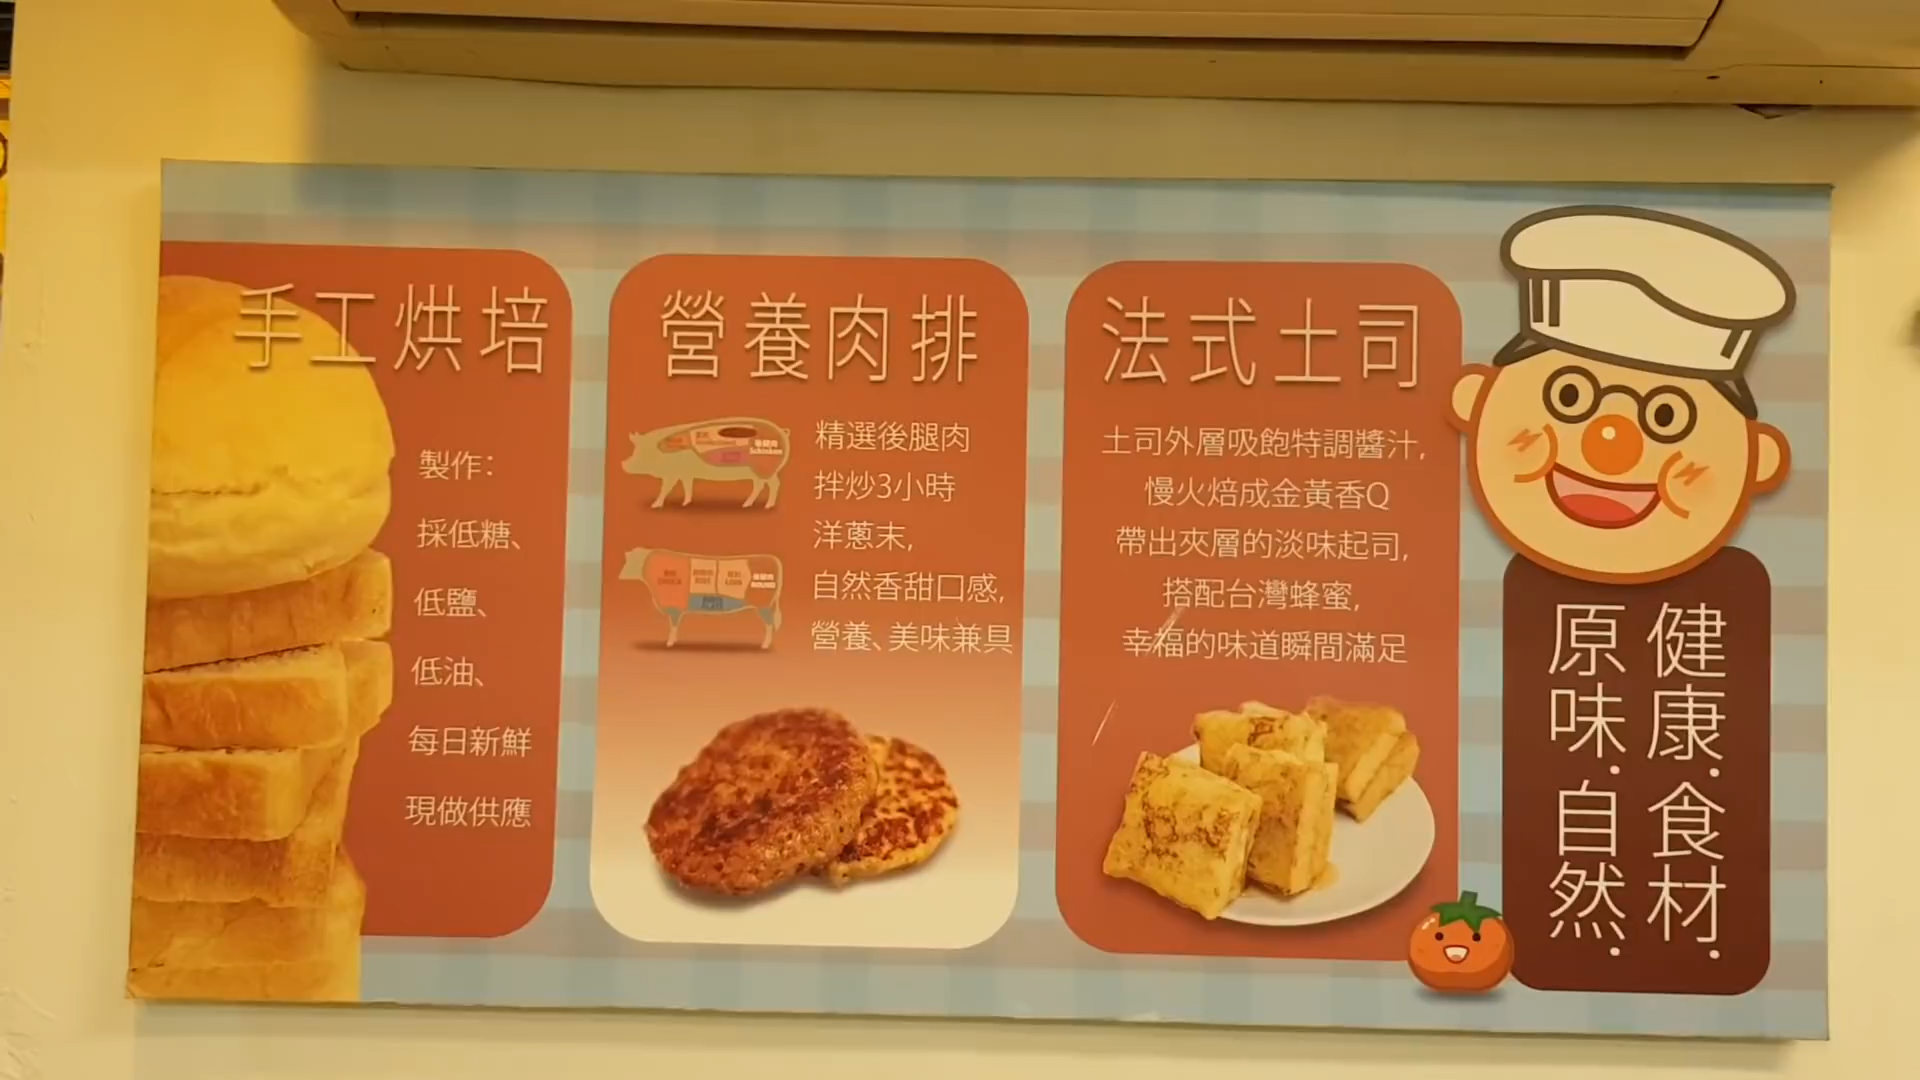 手工烘培
製作:
採低糖、
低鹽、
低油、
每日新鮮
現做供應
營養肉排
精選後腿肉
拌炒3小時
洋蔥末,
自然香甜口感,
營養、美味兼具
法式土司
土司外層吸飽特調醬汁,
慢火焙成金黃香Q
帶出夾層的淡味起司,
搭配台灣蜂蜜,
幸福的味道瞬間滿足
健康.食材.
原味.自然.